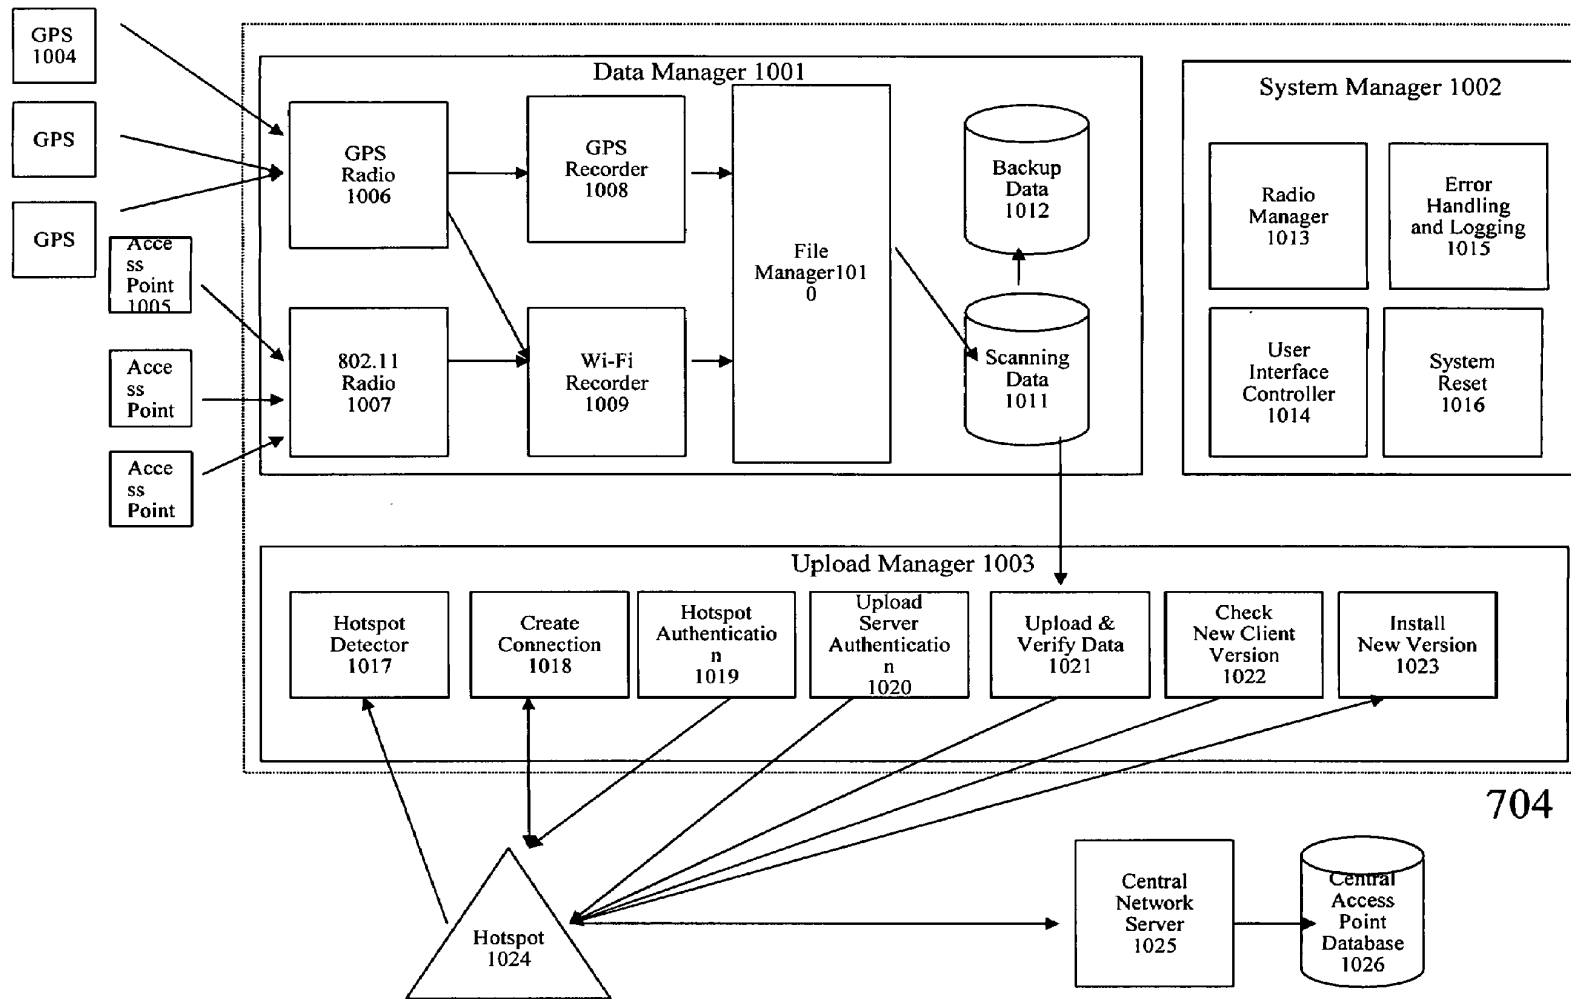 GPS
1004
GPS
GPS
Acce
ss
Point
1005
Acce
ss
Point
Acce
ss
Point
Data Manager 1001
GPS
Radio
1006
GPS
Recorder
1008
802.11
Radio
1007
Wi-Fi
Recorder
1009
File
Manager101
0
Backup
Data
1012
Scanning
Data
1011
System Manager 1002
Radio
Manager
1013
Error
Handling
and Logging
1015
User
Interface
Controller
1014
System
Reset
1016
Upload Manager 1003
Hotspot
Detector
1017
Create
Connection
1018
Hotspot
Authenticatio
n
1019
Upload
Server
Authenticatio
n
1020
Upload &
Verify Data
1021
Check
New Client
Version
1022
Install
New Version
1023
704
Hotspot
1024
Central
Network
Server
1025
Central
Access
Point
Database
1026